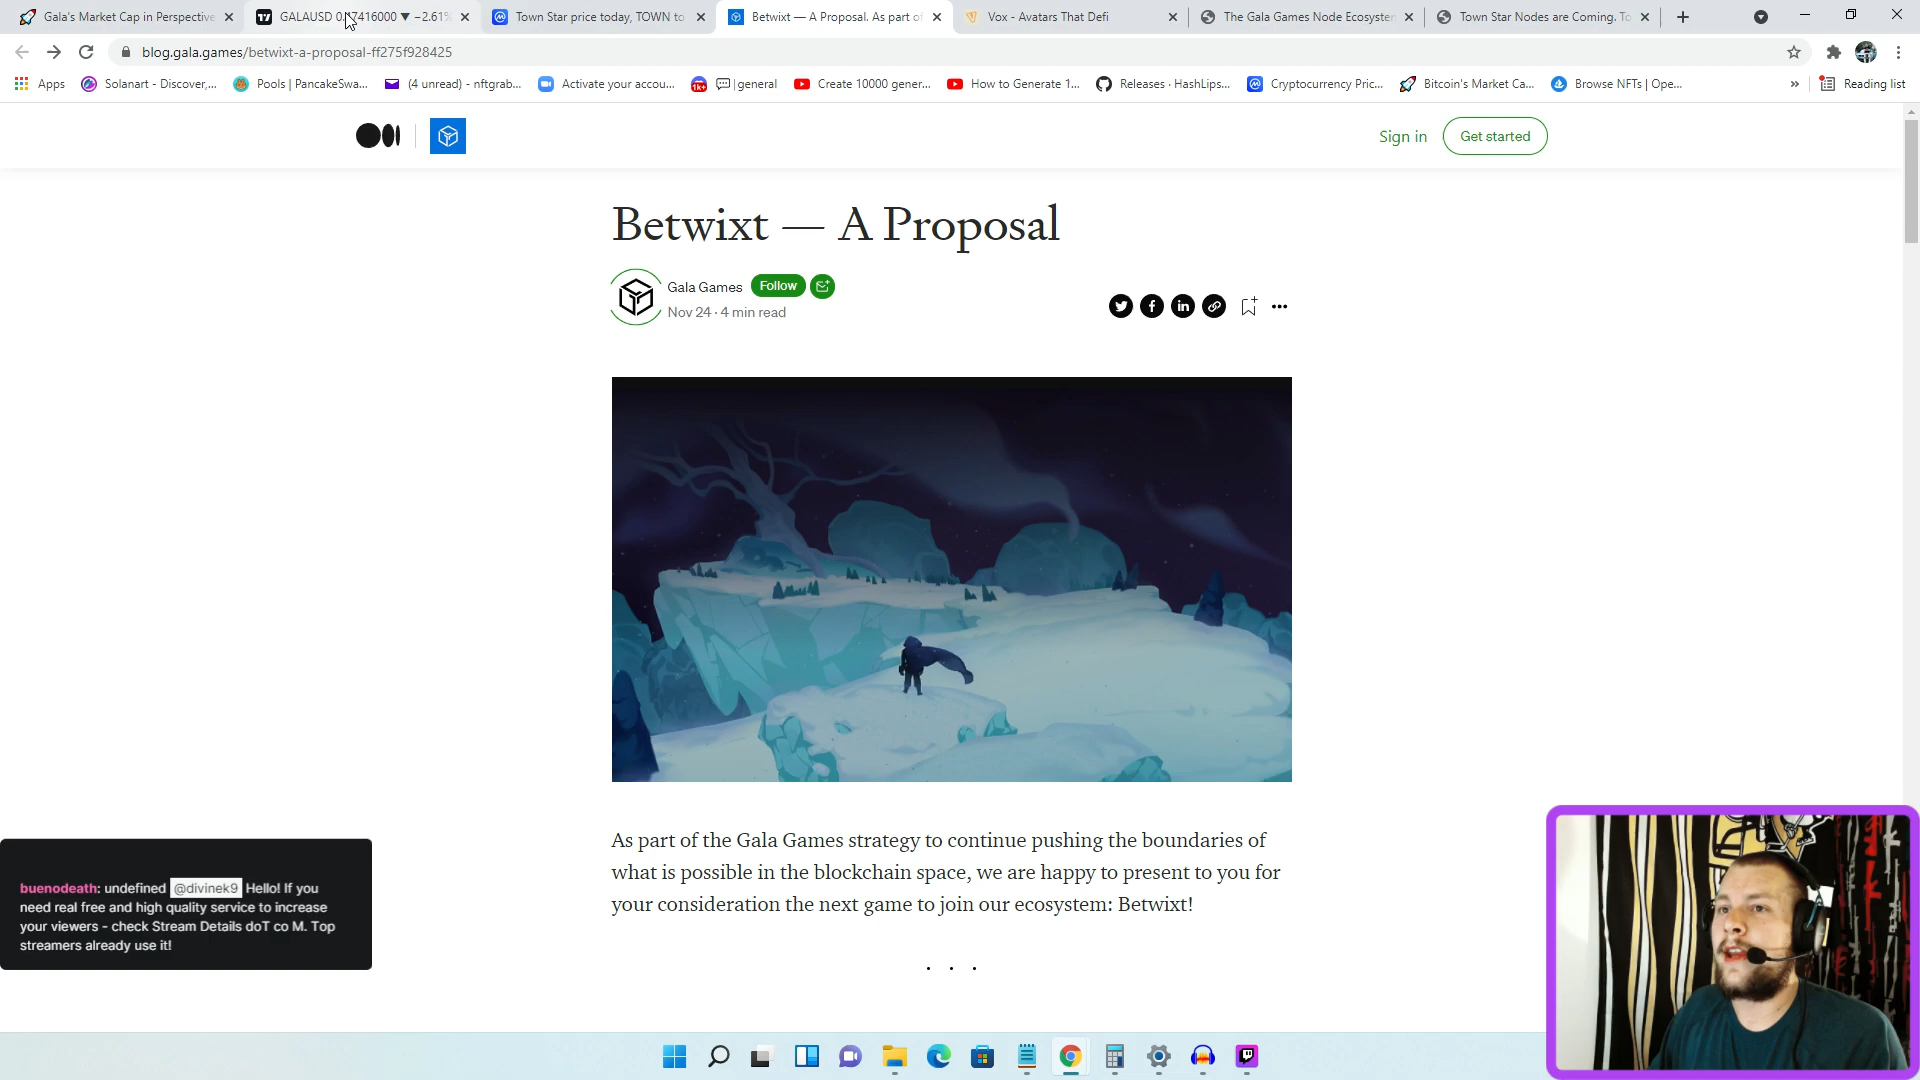 Gala's Market Cap in Perspective
GALAUSD 0.17416000 ▼ −2.61%
Town Star price today, TOWN to
Betwixt — A Proposal. As part of
Vox - Avatars That Defi
The Gala Games Node Ecosyster
Town Star Nodes are Coming. To
blog.gala.games/betwixt-a-proposal-ff275f928425
Apps
Solanart - Discover,...
Pools | PancakeSwa...
(4 unread) - nftgrab...
Activate your accou...
1k+
|general
Create 10000 gener...
How to Generate 1...
Releases · HashLips...
Cryptocurrency Pric...
Bitcoin's Market Ca...
Browse NFTs | Ope...
»
Reading list
Sign in
Get started
Betwixt — A Proposal
Gala Games
Follow
Nov 24 · 4 min read
As part of the Gala Games strategy to continue pushing the boundaries of
what is possible in the blockchain space, we are happy to present to you for
your consideration the next game to join our ecosystem: Betwixt!
. . .
buenodeath: undefined @divinek9 Hello! If you
need real free and high quality service to increase
your viewers - check Stream Details doT co M. Top
streamers already use it!